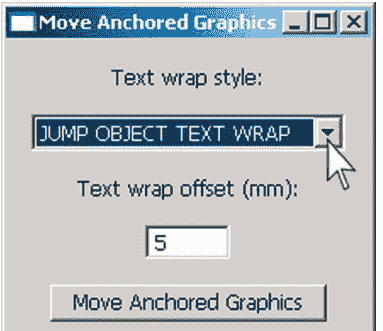 Move Anchored Graphics
Text wrap style:
JUMP OBJECT TEXT WRAP
Text wrap offset (mm):
5
Move Anchored Graphics